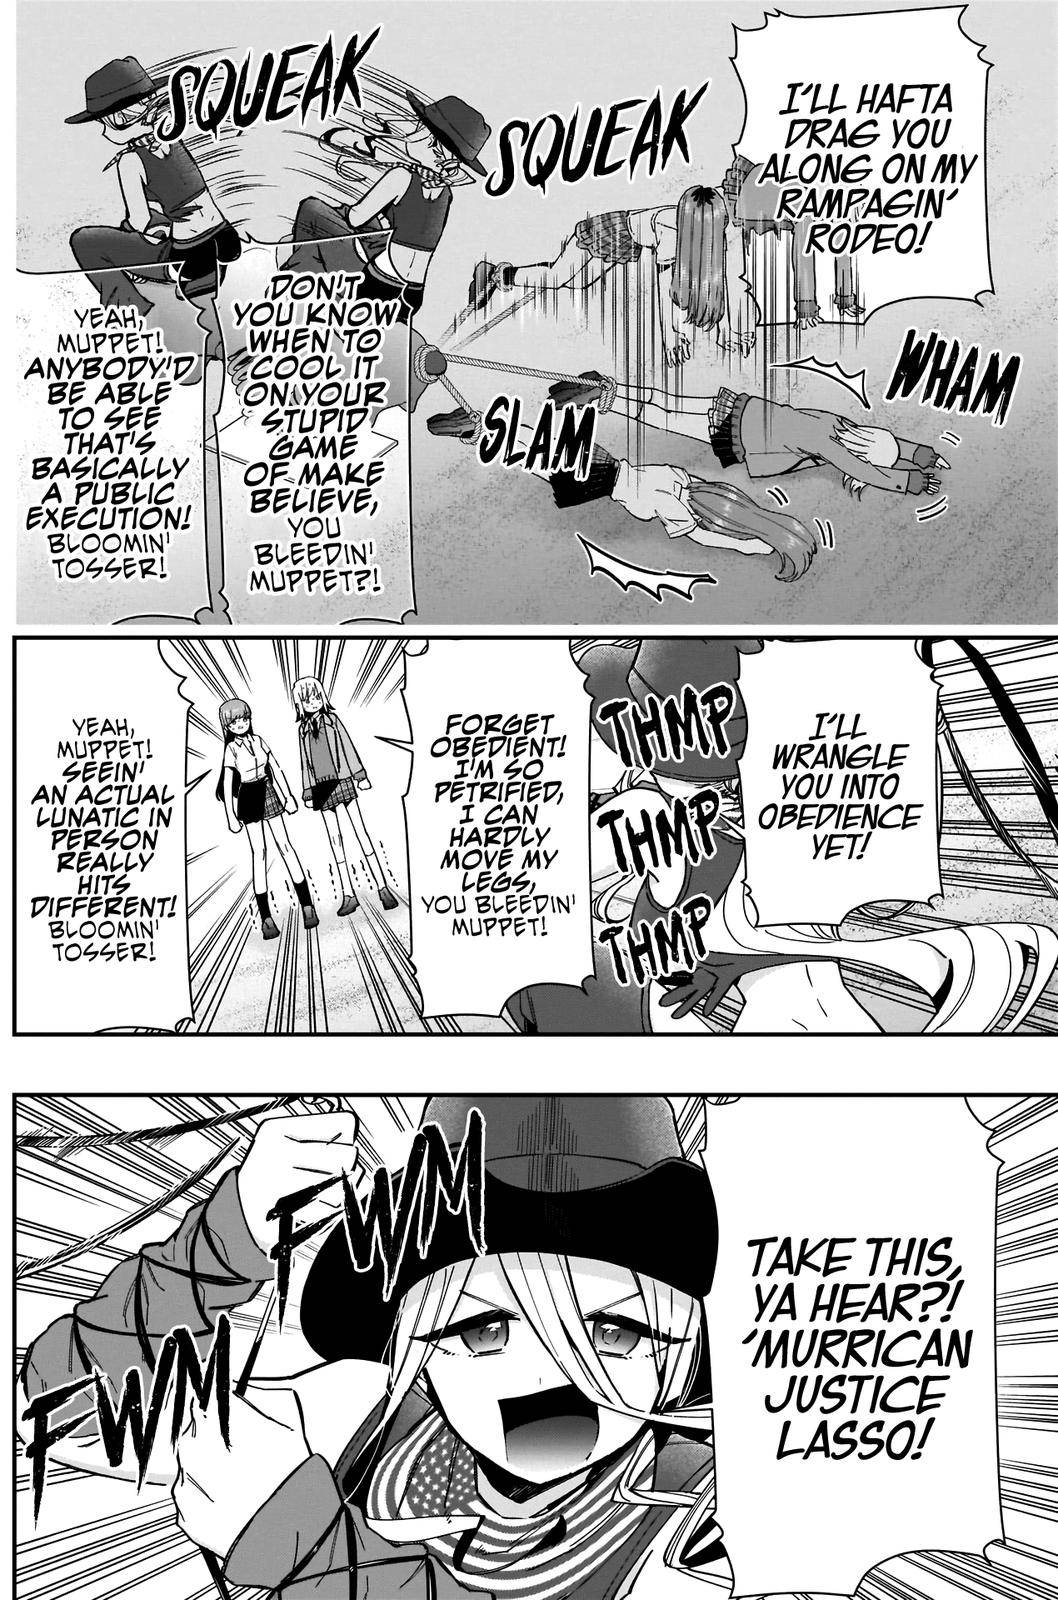 I'LL HAFTA
DRAG YOU
ALONG ON MY
RAMPAGIN'
RODEO!
SQUEAK
SQUEAK
WHAM
SLAM
DON'T
YOU KNOW
WHEN TO
COOL IT
ON YOUR
STUPID
GAME
OF MAKE
BELIEVE,
YOU
BLEEDIN'
MUPPET?!
YEAH,
MUPPET!
ANYBODY'D
BE ABLE
TO SEE
THAT'S
BASICALLY
A PUBLIC
EXECUTION!
BLOOMIN'
TOSSER!
I'LL
WRANGLE
YOU INTO
OBEDIENCE
YET!
THMP
THMP
THMP
FORGET
OBEDIENT!
I'M SO
PETRIFIED,
I CAN
HARDLY
MOVE MY
LEGS,
YOU BLEEDIN'
MUPPET!
YEAH,
MUPPET!
SEEIN'
AN ACTUAL
LUNATIC IN
PERSON
REALLY
HITS
DIFFERENT!
BLOOMIN'
TOSSER!
TAKE THIS,
YA HEAR?!
'MURRICAN
JUSTICE
LASSO!
FWM
FWM